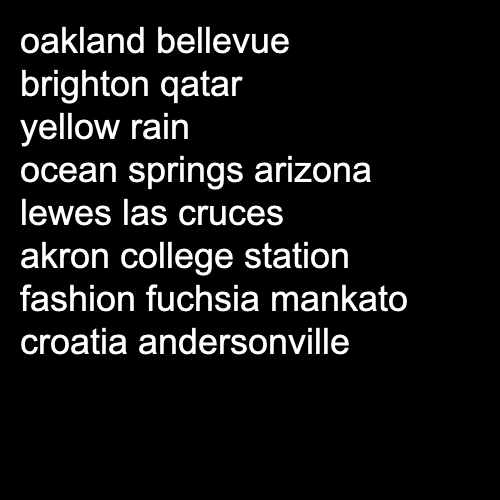 oakland bellevue
brighton qatar
yellow rain
ocean springs arizona
lewes las cruces
akron college station
fashion fuchsia mankato
croatia andersonville